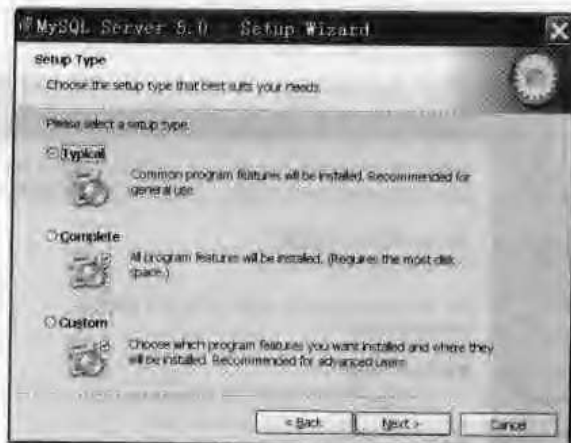 MySQL Server 5.0 - Setup Wizard
Setup Type
Choose the setup type that best suits your needs.
Please select a setup type.
Typical
Common program features will be installed. Recommended for
general use.
Complete
All program features will be installed. (Requires the most disk
space.)
Custom
Choose which program features you want installed and where they
will be installed. Recommended for advanced users.
< Back
Next >
Cancel